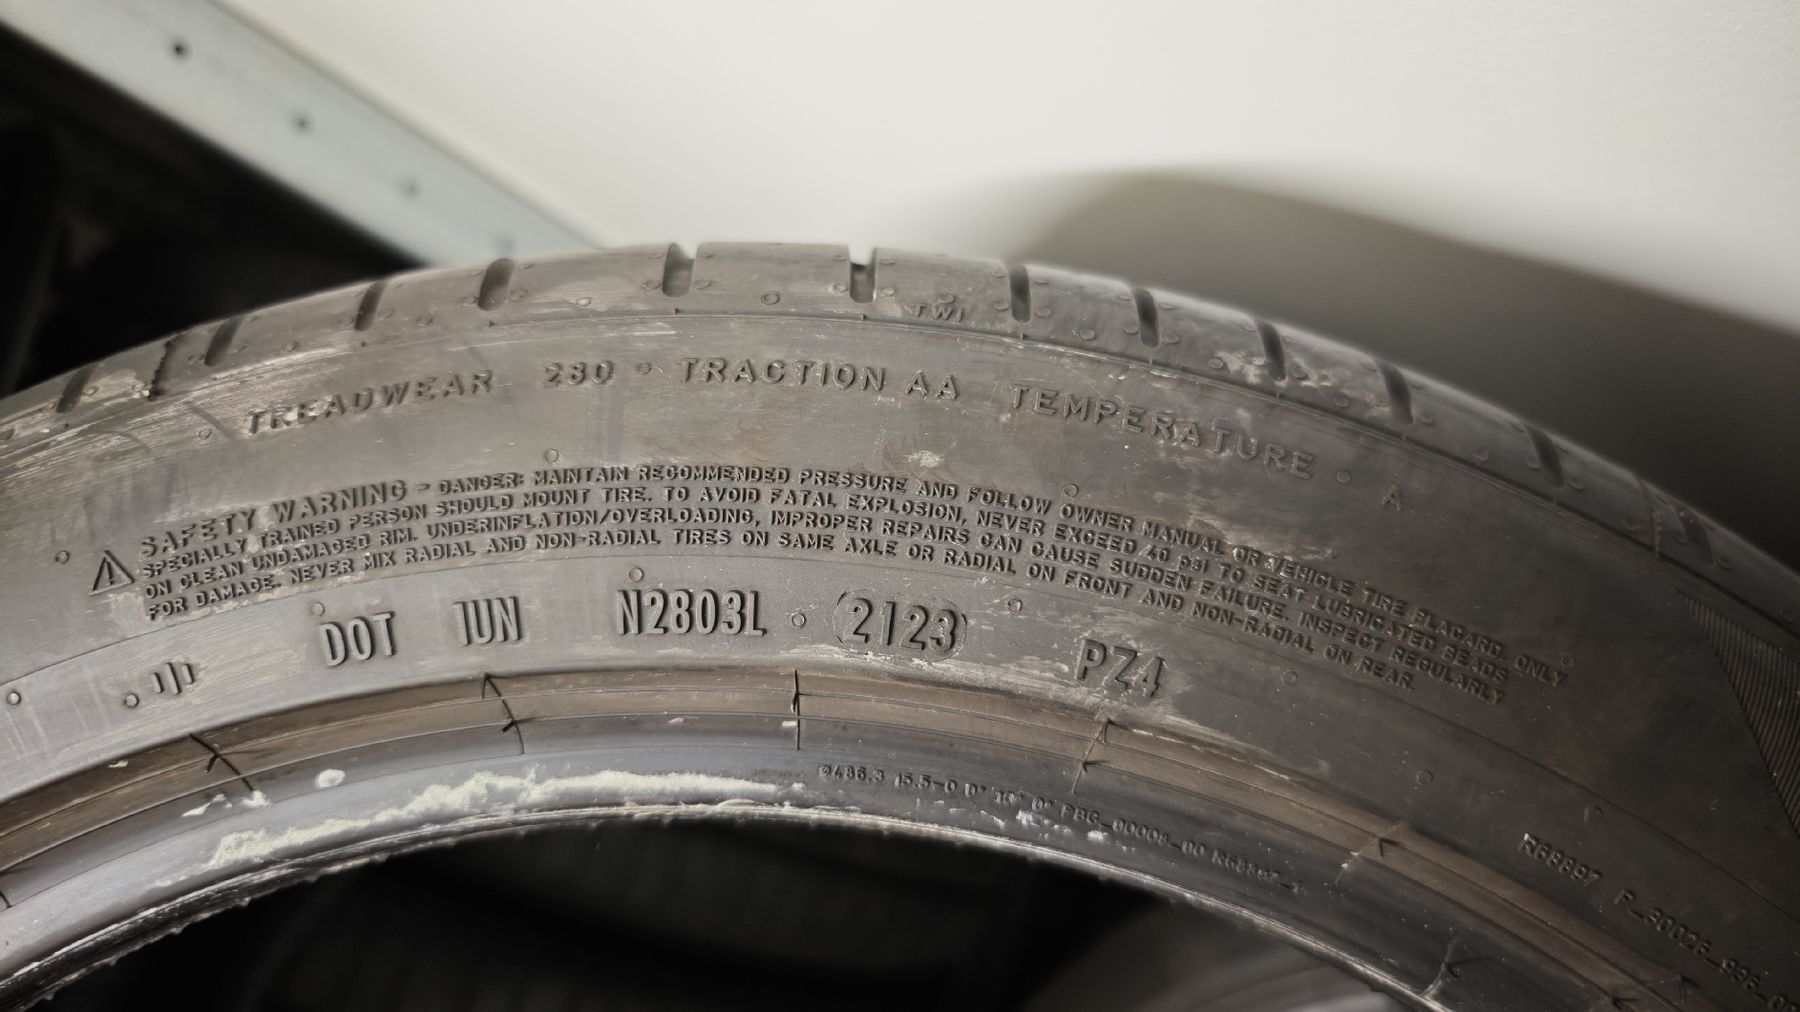 TWI
TREADWEAR 280 TRACTION AA TEMPERATURE A
SAFETY WARNING - DANGER: MAINTAIN RECOMMENDED PRESSURE AND FOLLOW OWNER MANUAL OR VEHICLE TIRE PLACARD. ONLY
SPECIALLY TRAINED PERSON SHOULD MOUNT TIRE. TO AVOID FATAL EXPLOSION, NEVER EXCEED 40 psi TO SEAT LUBRICATED BEADS
ON CLEAN UNDAMAGED RIM. UNDERINFLATION/OVERLOADING, IMPROPER REPAIRS CAN CAUSE SUDDEN FAILURE. INSPECT REGULARLY
FOR DAMAGE. NEVER MIX RADIAL AND NON-RADIAL TIRES ON SAME AXLE OR RADIAL ON FRONT AND NON-RADIAL ON REAR.
DOT 1UN N2803L 2123 PZ4
R68897